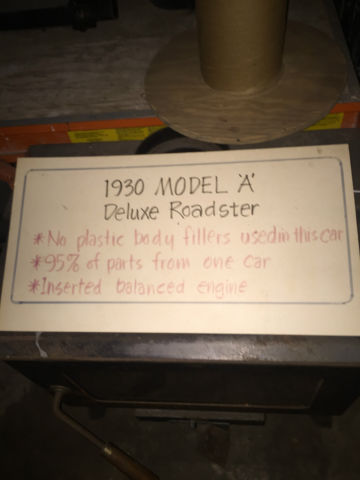 1930 MODEL 'A'
Deluxe Roadster
*No plastic body fillers used in this car
*95% of parts from one car
*Inserted balanced engine